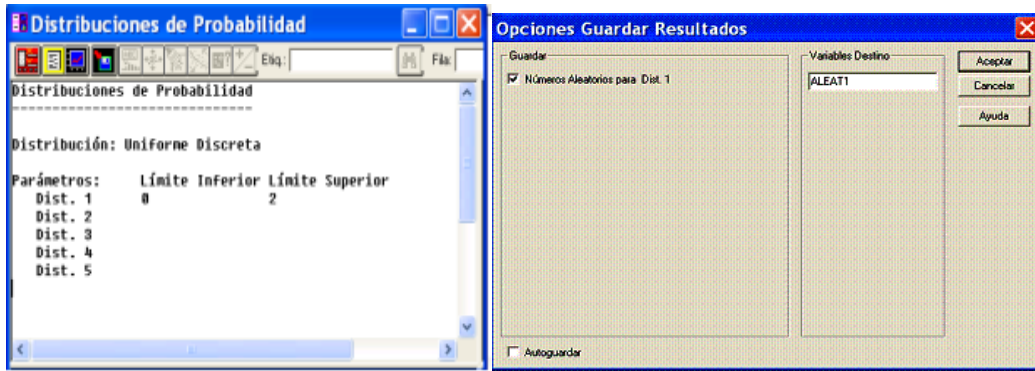 Distribuciones de Probabilidad
Etiq.:
Fila:
Distribuciones de Probabilidad
------------------------------
Distribución: Uniforme Discreta
Parámetros: Límite Inferior Límite Superior
Dist. 1 0 2
Dist. 2
Dist. 3
Dist. 4
Dist. 5
Opciones Guardar Resultados
Guardar
Números Aleatorios para Dist. 1
Autoguardar
Variables Destino
ALEAT1
Aceptar
Cancelar
Ayuda